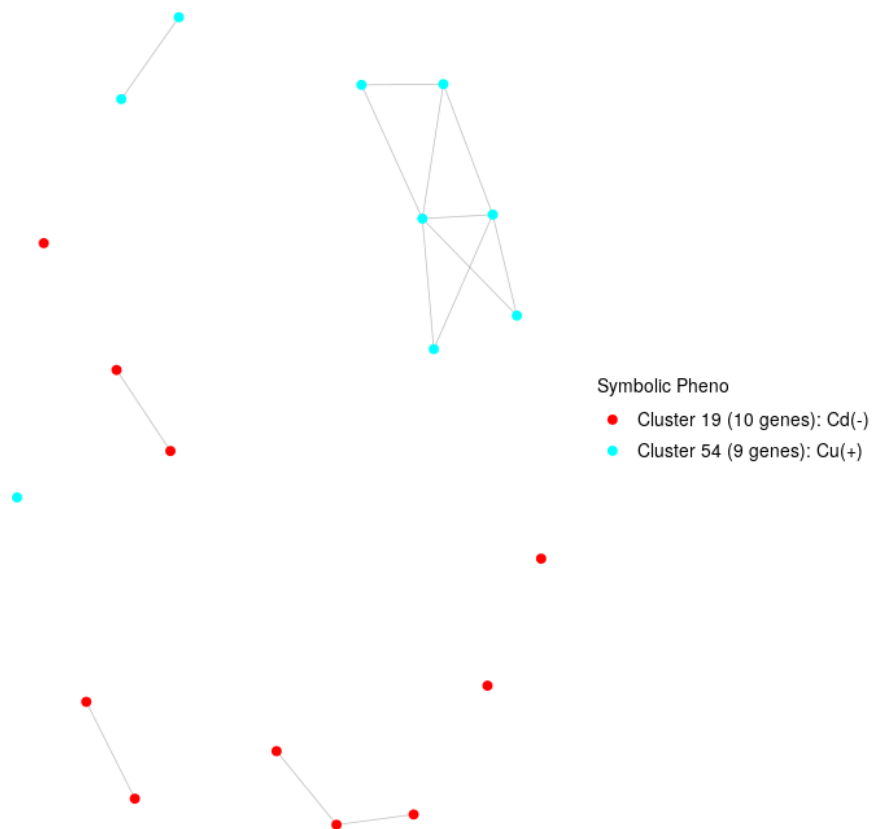 Symbolic Pheno
Cluster 19 (10 genes): Cd(-)
Cluster 54 (9 genes): Cu(+)